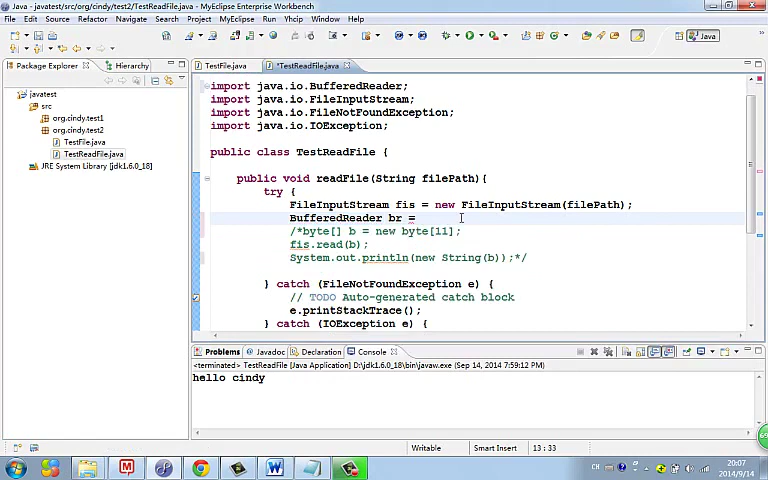 Java - javatest/src/org/cindy/test2/TestReadFile.java - MyEclipse Enterprise Workbench
File Edit Source Refactor Navigate Search Project MyEclipse Run Yhcip Window Help
Java
Package Explorer Hierarchy
TestFile.java *TestReadFile.java
javatest
src
org.cindy.test1
org.cindy.test2
TestFile.java
TestReadFile.java
JRE System Library [jdk1.6.0_18]
import java.io.BufferedReader;
import java.io.FileInputStream;
import java.io.FileNotFoundException;
import java.io.IOException;
public class TestReadFile {
public void readFile(String filePath){
try {
FileInputStream fis = new FileInputStream(filePath);
BufferedReader br =
/*byte[] b = new byte[11];
fis.read(b);
System.out.println(new String(b));*/
} catch (FileNotFoundException e) {
// TODO Auto-generated catch block
e.printStackTrace();
} catch (IOException e) {
Problems Javadoc Declaration Console
<terminated> TestReadFile [Java Application] D:\jdk1.6.0_18\bin\javaw.exe (Sep 14, 2014 7:59:12 PM)
hello cindy
Writable Smart Insert 13 : 33
CH
20:07
2014/9/14